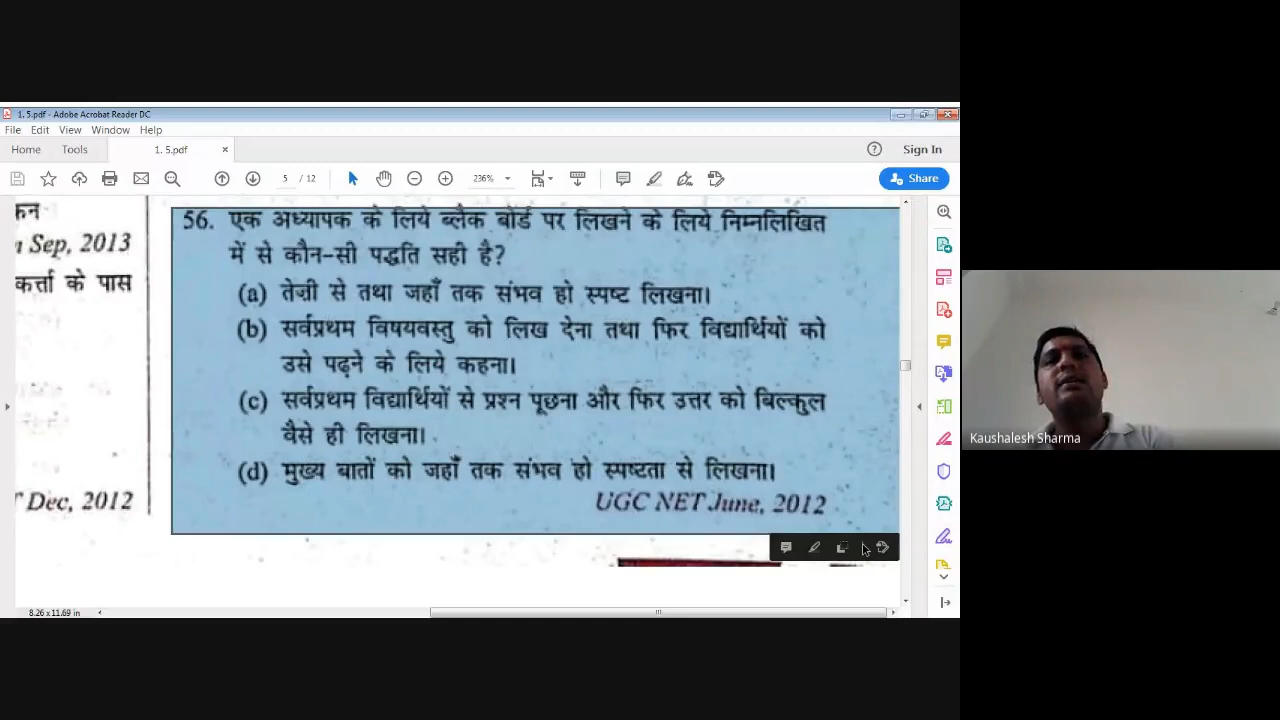 1. 5.pdf - Adobe Acrobat Reader DC
File Edit View Window Help
Home Tools 1. 5.pdf × Sign In
5 / 12 236% Share
न Sep, 2013
कर्त्ता के पास
Dec, 2012
56. एक अध्यापक के लिये ब्लैक बोर्ड पर लिखने के लिये निम्नलिखित
में से कौन-सी पद्धति सही है?
(a) तेज़ी से तथा जहाँ तक संभव हो स्पष्ट लिखना।
(b) सर्वप्रथम विषयवस्तु को लिख देना तथा फिर विद्यार्थियों को
उसे पढ़ने के लिये कहना।
(c) सर्वप्रथम विद्यार्थियों से प्रश्न पूछना और फिर उत्तर को बिल्कुल
वैसे ही लिखना।
(d) मुख्य बातों को जहाँ तक संभव हो स्पष्टता से लिखना।
UGC NET June, 2012
8.26 x 11.69 in
Kaushalesh Sharma